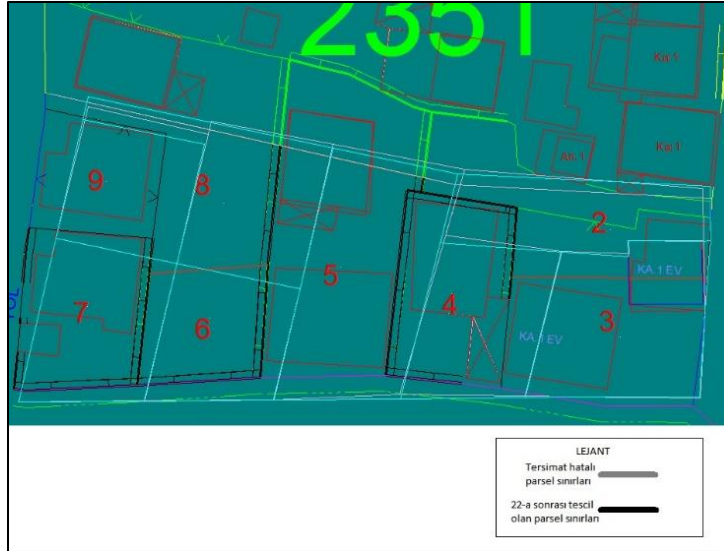 2351
Ka:1
Ah.1
Ka:1
9
8
2
5
KA.1 EV
7
6
4
3
KA.1 EV
LEJANT
Tersimat hatalı
parsel sınırları
22-a sonrası tescil
olan parsel sınırları